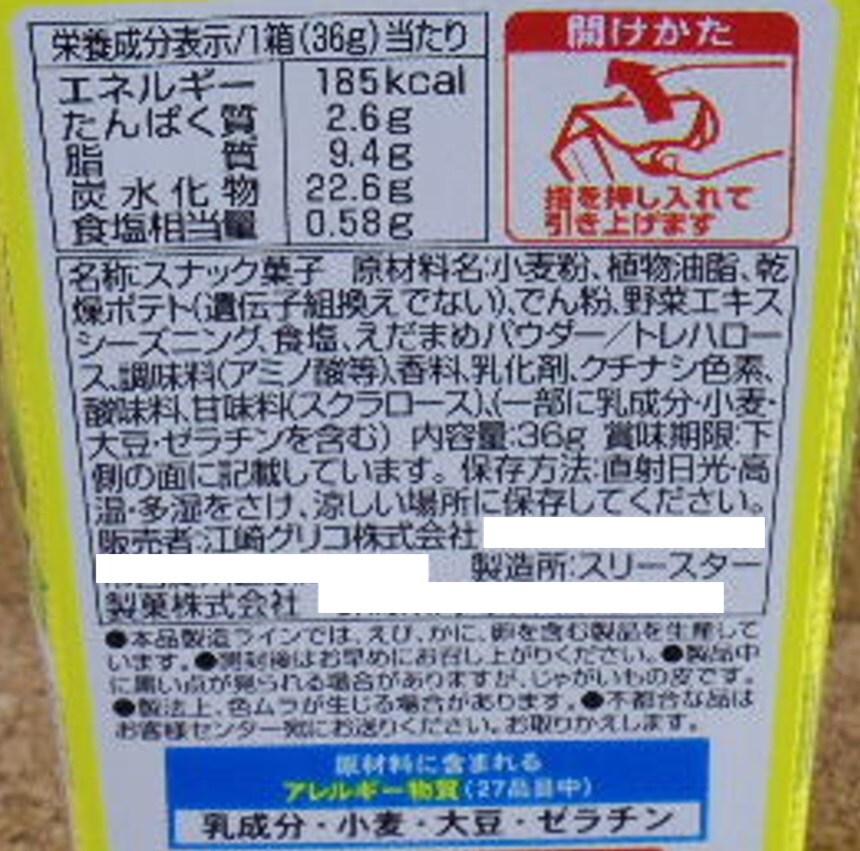 栄養成分表示/1箱(36g)当たり
エネルギー 185kcal
たんぱく質 2.6g
脂質 9.4g
炭水化物 22.6g
食塩相当量 0.58g
開けかた
指を押し入れて
引き上げます
名称:スナック菓子 原材料名:小麦粉、植物油脂、乾
燥ポテト(遺伝子組換えでない)、でん粉、野菜エキス
シーズニング、食塩、えだまめパウダー/トレハロー
ス、調味料(アミノ酸等)、香料、乳化剤、クチナシ色素、
酸味料、甘味料(スクラロース)、(一部に乳成分・小麦・
大豆・ゼラチンを含む) 内容量:36g 賞味期限:下
側の面に記載しています。保存方法:直射日光・高
温・多湿をさけ、涼しい場所に保存してください。
販売者:江崎グリコ株式会社
製造所:スリースター
製菓株式会社
●本品製造ラインでは、えび、かに、卵を含む製品を生産して
います。●開封後はお早めにお召し上がりください。●製品中
に黒い点が見られる場合がありますが、じゃがいもの皮です。
●製法上、色ムラが生じる場合があります。●不都合な品は
お客様センター宛にお送りください。お取りかえします。
原材料に含まれる
アレルギー物質(27品目中)
乳成分・小麦・大豆・ゼラチン